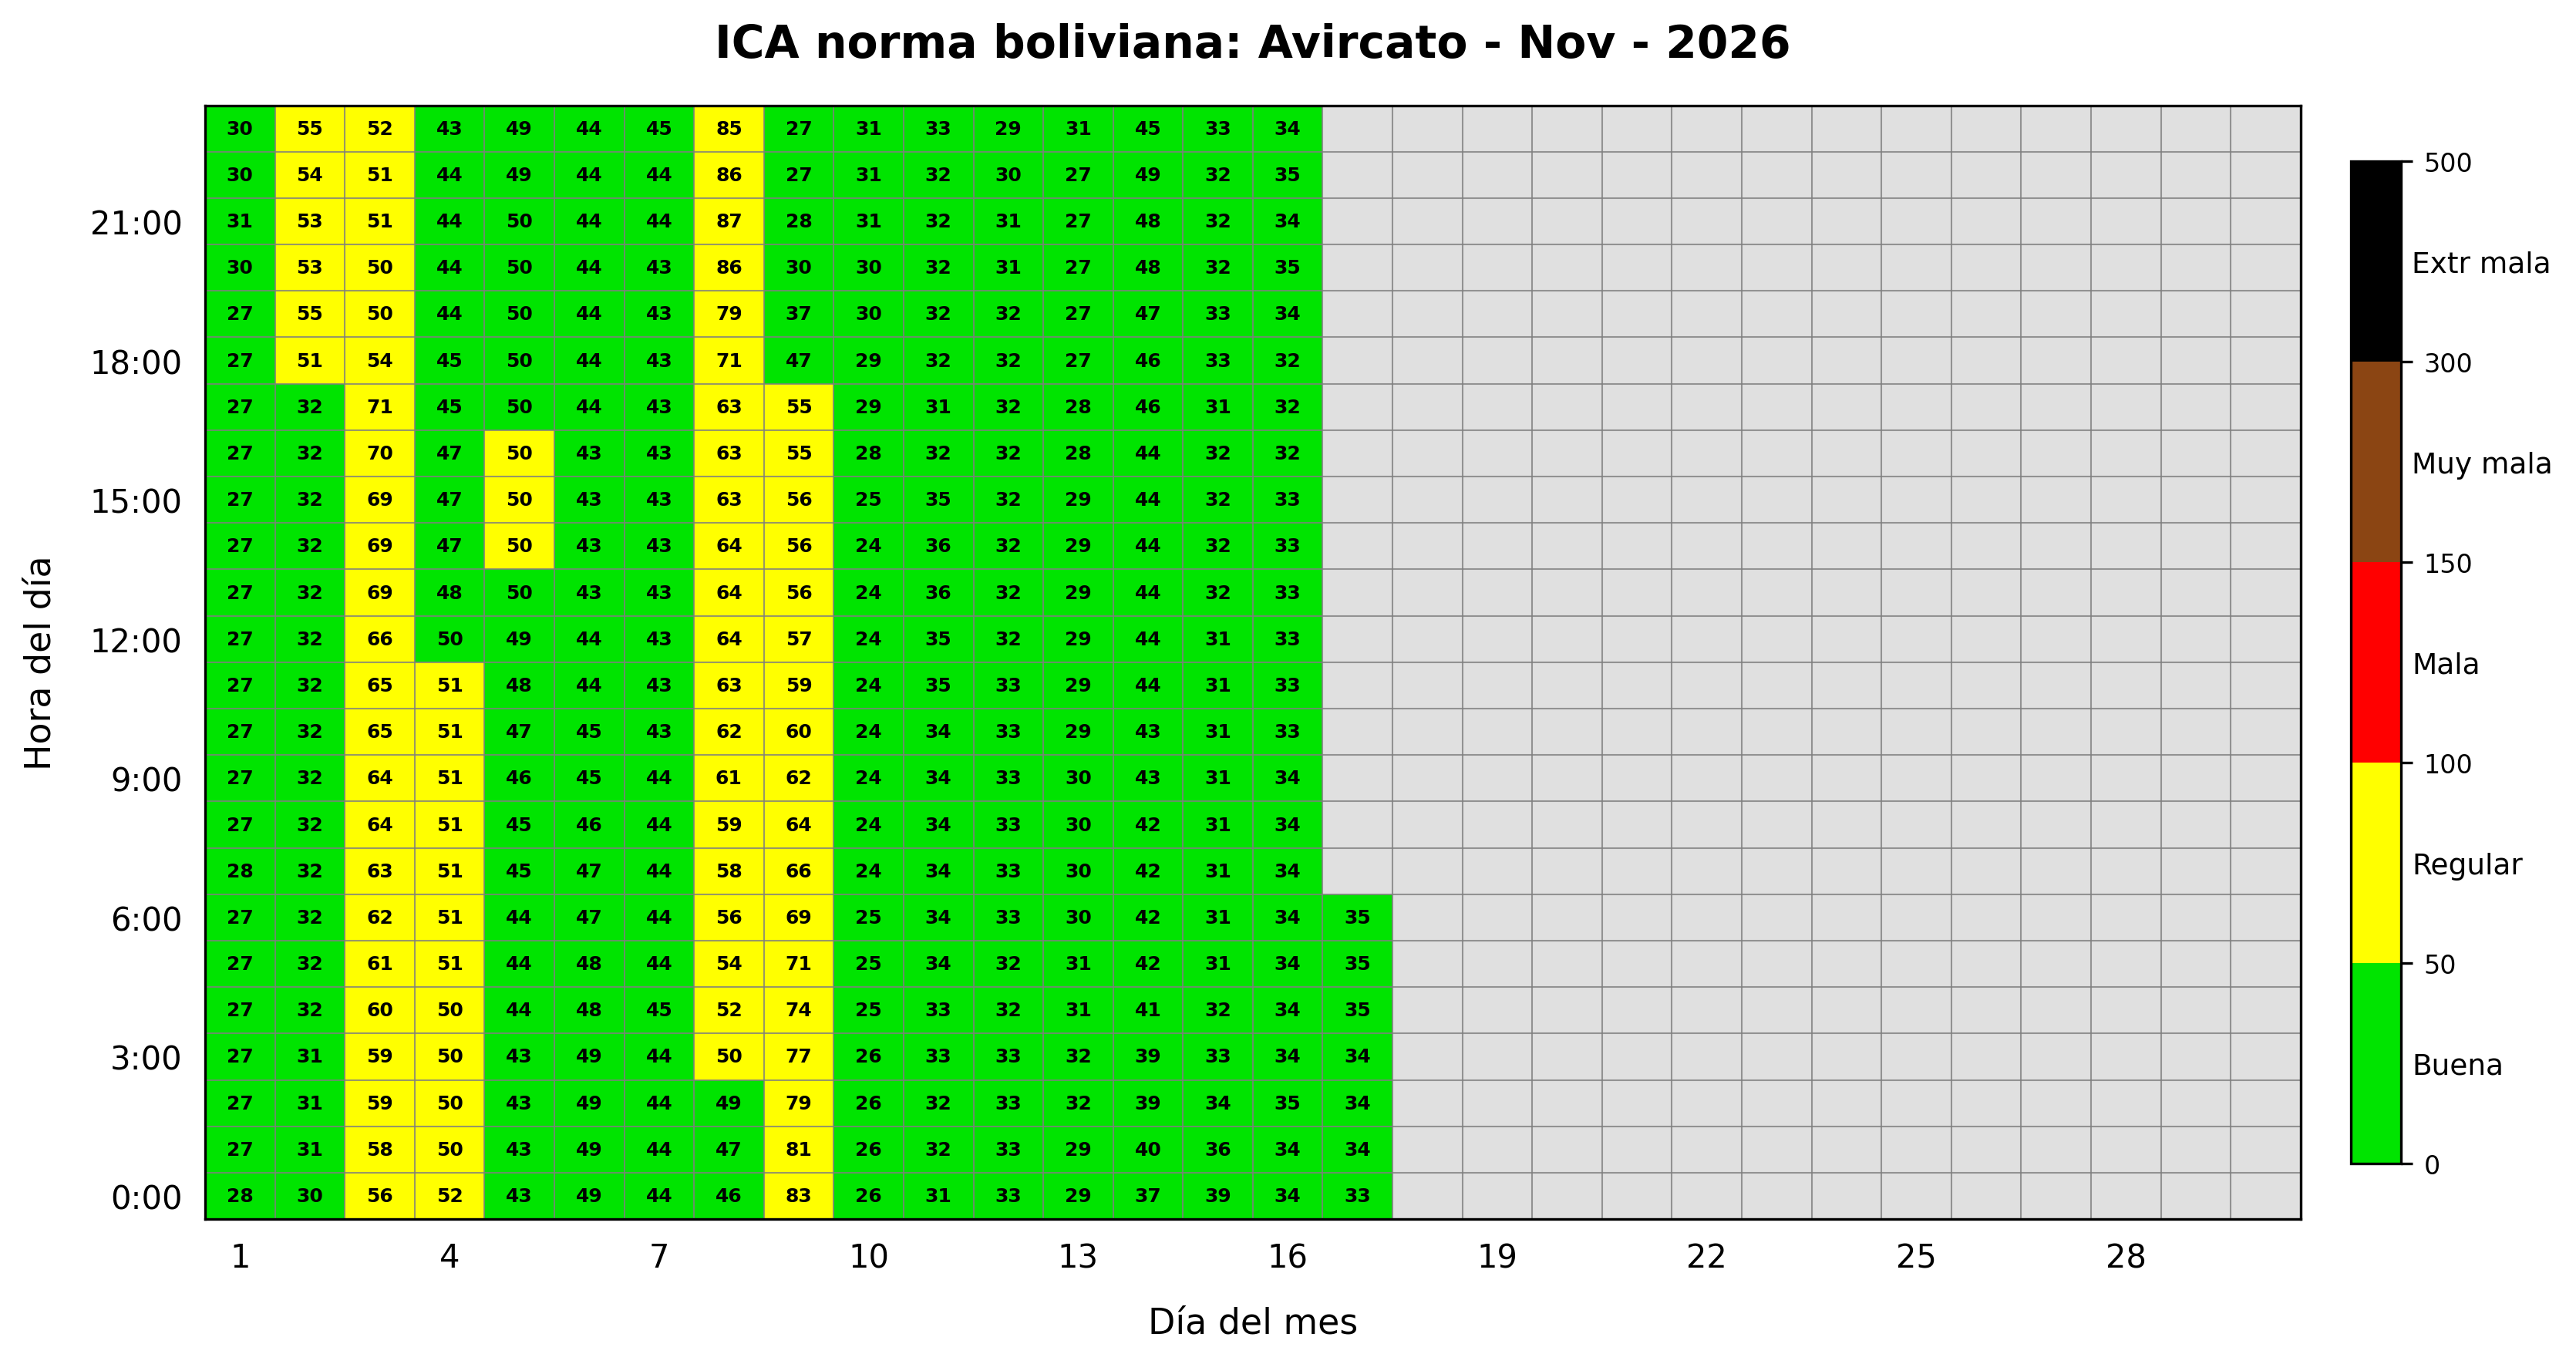 ICA norma boliviana: Avircato - Nov - 2026
30 55 52 43 49 44 45 85 27 31 33 29 31 45 33 34
30 54 51 44 49 44 44 86 27 31 32 30 27 49 32 35
21:00 31 53 51 44 50 44 44 87 28 31 32 31 27 48 32 34
30 53 50 44 50 44 43 86 30 30 32 31 27 48 32 35
27 55 50 44 50 44 43 79 37 30 32 32 27 47 33 34
18:00 27 51 54 45 50 44 43 71 47 29 32 32 27 46 33 32
27 32 71 45 50 44 43 63 55 29 31 32 28 46 31 32
27 32 70 47 50 43 43 63 55 28 32 32 28 44 32 32
15:00 27 32 69 47 50 43 43 63 56 25 35 32 29 44 32 33
27 32 69 47 50 43 43 64 56 24 36 32 29 44 32 33
27 32 69 48 50 43 43 64 56 24 36 32 29 44 32 33
12:00 27 32 66 50 49 44 43 64 57 24 35 32 29 44 31 33
27 32 65 51 48 44 43 63 59 24 35 33 29 44 31 33
27 32 65 51 47 45 43 62 60 24 34 33 29 43 31 33
9:00 27 32 64 51 46 45 44 61 62 24 34 33 30 43 31 34
27 32 64 51 45 46 44 59 64 24 34 33 30 42 31 34
28 32 63 51 45 47 44 58 66 24 34 33 30 42 31 34
6:00 27 32 62 51 44 47 44 56 69 25 34 33 30 42 31 34 35
27 32 61 51 44 48 44 54 71 25 34 32 31 42 31 34 35
27 32 60 50 44 48 45 52 74 25 33 32 31 41 32 34 35
3:00 27 31 59 50 43 49 44 50 77 26 33 33 32 39 33 34 34
27 31 59 50 43 49 44 49 79 26 32 33 32 39 34 35 34
27 31 58 50 43 49 44 47 81 26 32 33 29 40 36 34 34
0:00 28 30 56 52 43 49 44 46 83 26 31 33 29 37 39 34 33
1 4 7 10 13 16 19 22 25 28
Día del mes
Hora del día
500
Extr mala
300
Muy mala
150
Mala
100
Regular
50
Buena
0